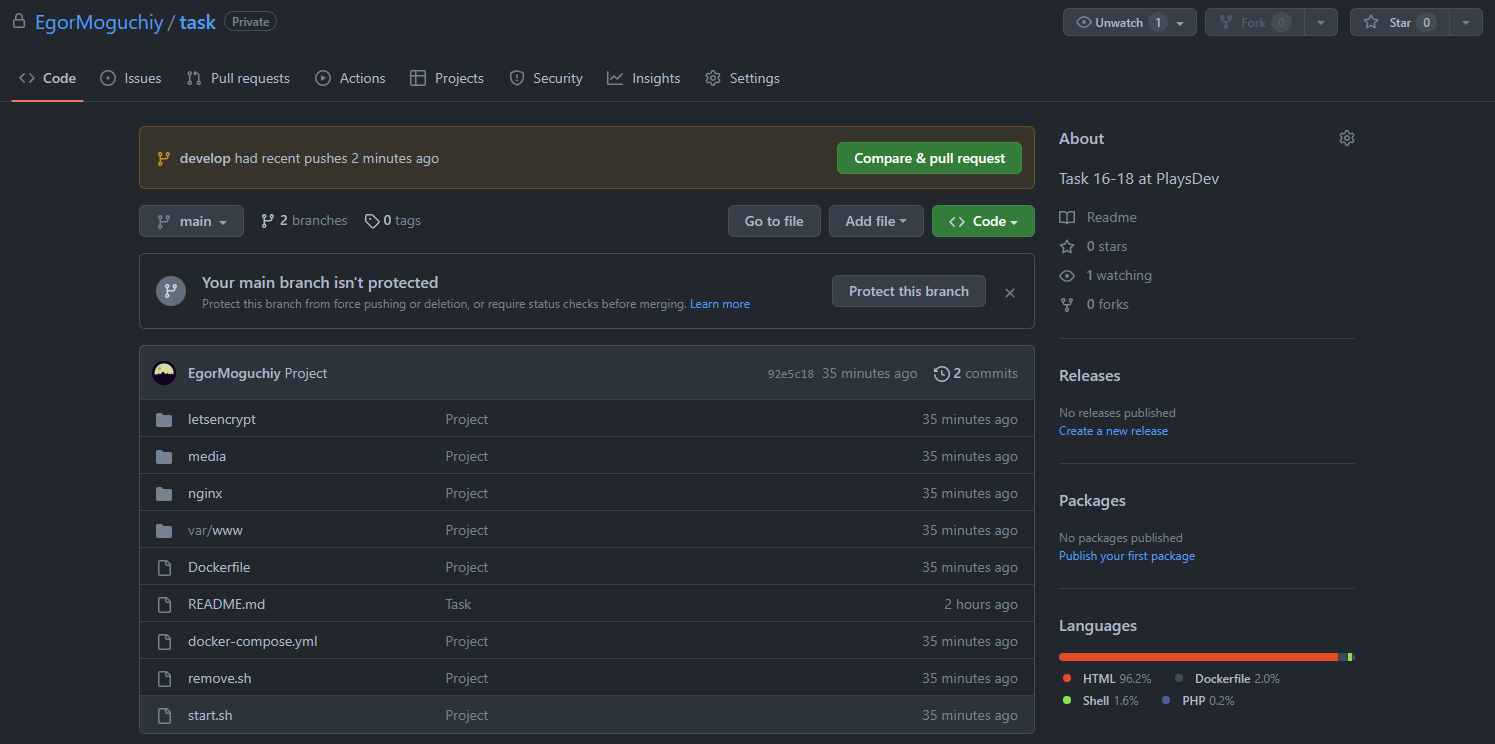 EgorMoguchiy / task Private
Unwatch 1
Fork 0
Star 0
Code
Issues
Pull requests
Actions
Projects
Security
Insights
Settings
develop had recent pushes 2 minutes ago
Compare & pull request
main
2 branches
0 tags
Go to file
Add file
Code
Your main branch isn't protected
Protect this branch from force pushing or deletion, or require status checks before merging. Learn more
Protect this branch
EgorMoguchiy Project 92e5c18 35 minutes ago 2 commits
letsencrypt Project 35 minutes ago
media Project 35 minutes ago
nginx Project 35 minutes ago
var/www Project 35 minutes ago
Dockerfile Project 35 minutes ago
README.md Task 2 hours ago
docker-compose.yml Project 35 minutes ago
remove.sh Project 35 minutes ago
start.sh Project 35 minutes ago
About
Task 16-18 at PlaysDev
Readme
0 stars
1 watching
0 forks
Releases
No releases published
Create a new release
Packages
No packages published
Publish your first package
Languages
HTML 96.2% Dockerfile 2.0%
Shell 1.6% PHP 0.2%